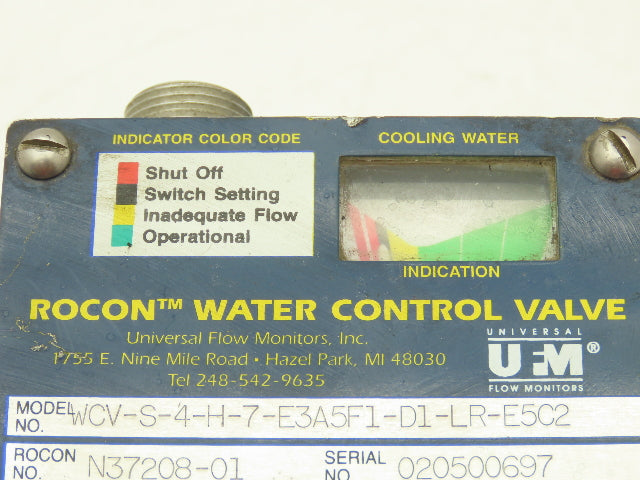 INDICATOR COLOR CODE
Shut Off
Switch Setting
Inadequate Flow
Operational
COOLING WATER
INDICATION
ROCON™ WATER CONTROL VALVE
Universal Flow Monitors, Inc.
1755 E. Nine Mile Road • Hazel Park, MI 48030
Tel 248-542-9635
UNIVERSAL
UFM®
FLOW MONITORS
MODEL NO. WCV-S-4-H-7-E3A5F1-D1-LR-E5C2
ROCON NO. N37208-01 SERIAL NO. 020500697